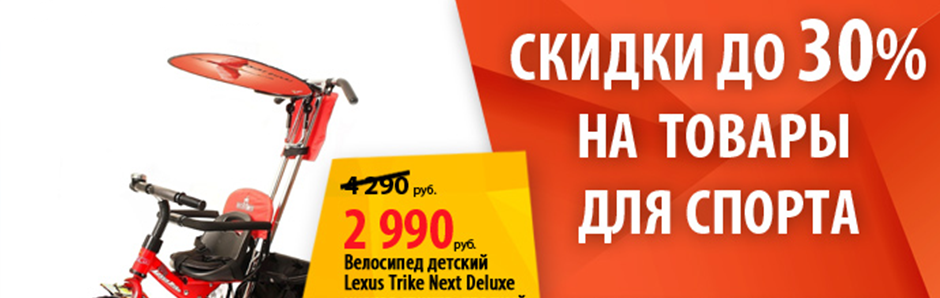 СКИДКИ ДО 30%
НА ТОВАРЫ
ДЛЯ СПОРТА
4 290 руб.
2 990 руб.
Велосипед детский
Lexus Trike Next Deluxe